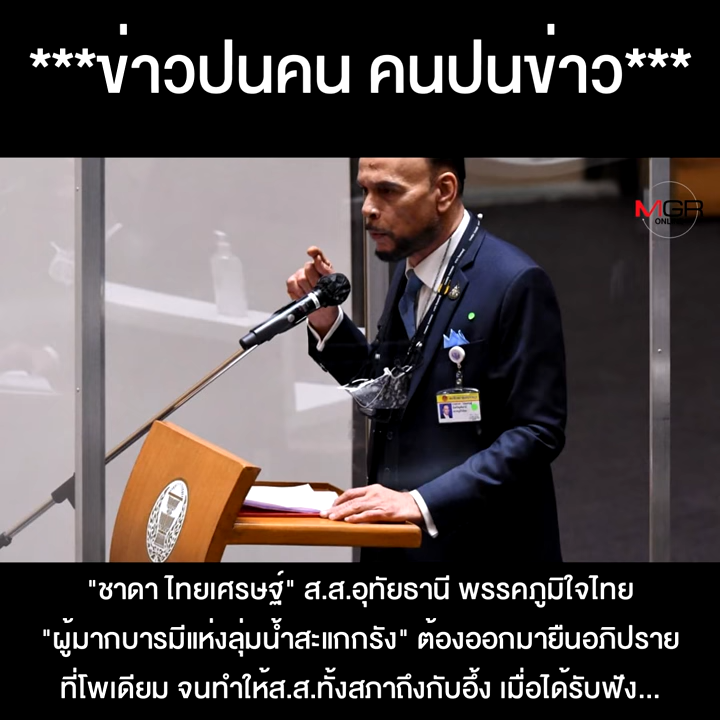 ***ข่าวปนคน คนปนข่าว***
MGR
ONLINE
"ชาดา ไทยเศรษฐ์" ส.ส.อุทัยธานี พรรคภูมิใจไทย
"ผู้มากบารมีแห่งลุ่มน้ำสะแกกรัง" ต้องออกมายืนอภิปราย
ที่โพเดียม จนทำให้ส.ส.ทั้งสภาถึงกับอึ้ง เมื่อได้รับฟัง...